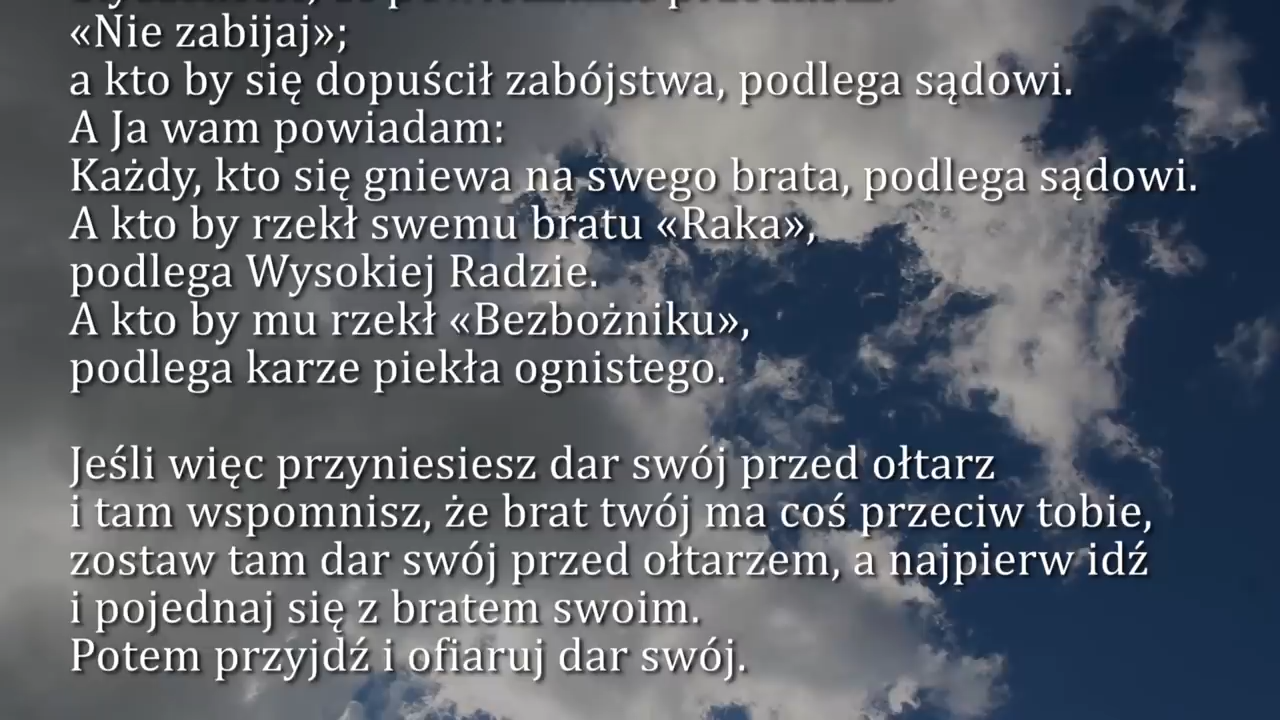 «Nie zabijaj»;
a kto by się dopuścił zabójstwa, podlega sądowi.
A Ja wam powiadam:
Każdy, kto się gniewa na swego brata, podlega sądowi.
A kto by rzekł swemu bratu «Raka»,
podlega Wysokiej Radzie.
A kto by mu rzekł «Bezbożniku»,
podlega karze piekła ognistego.
Jeśli więc przyniesiesz dar swój przed ołtarz
i tam wspomnisz, że brat twój ma coś przeciw tobie,
zostaw tam dar swój przed ołtarzem, a najpierw idź
i pojednaj się z bratem swoim.
Potem przyjdź i ofiaruj dar swój.